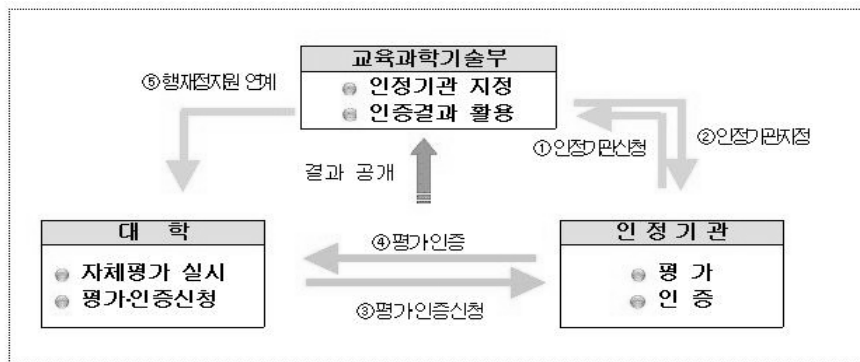 교육과학기술부
인정기관 지정
인증결과 활용
⑤행재정지원 연계
①인정기관신청
②인정기관지정
결과 공개
대 학
자체평가 실시
평가·인증신청
④평가인증
③평가인증신청
인 정 기 관
평 가
인 증